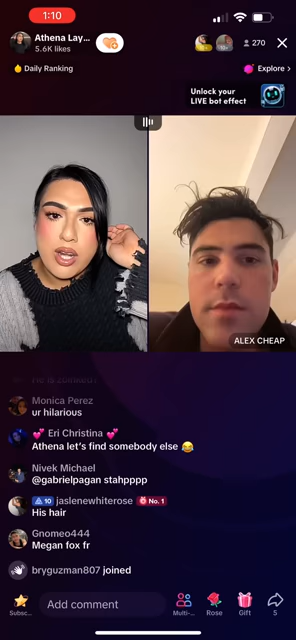 1:10
Athena Lay...
5.6K likes
270
Daily Ranking
Explore >
Unlock your
LIVE bot effect
ALEX CHEAP
Monica Perez
ur hilarious
💕 Eri Christina 💕
Athena let's find somebody else 😂
Nivek Michael
@gabrielpagan stahpppp
10 jaslenewhiterose No. 1
His hair
Gnomeo444
Megan fox fr
bryguzman807 joined
Subsc...
Add comment
Multi-...
Rose
Gift
5